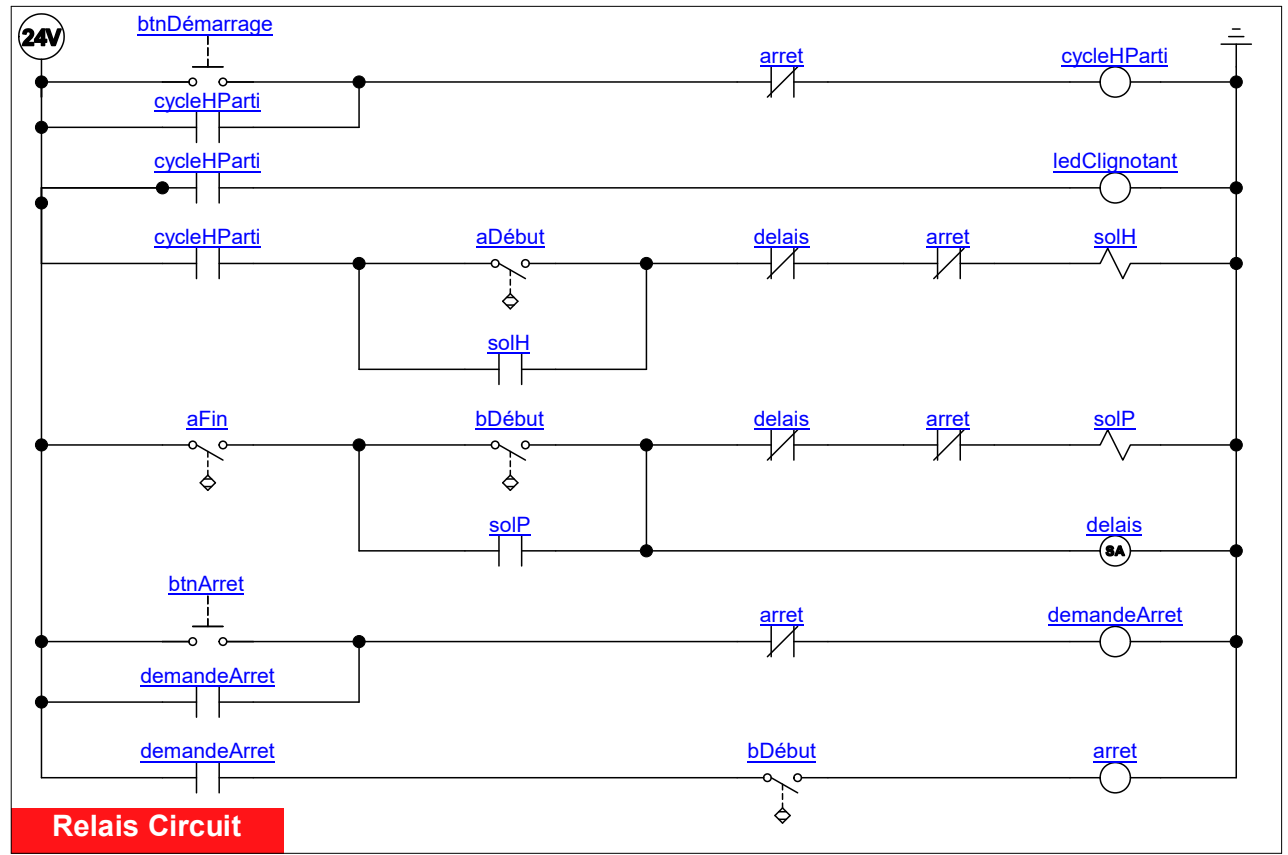 24V
btnDémarrage
arret
cycleHParti
cycleHParti
cycleHParti
ledClignotant
cycleHParti
aDébut
delais
arret
solH
solH
aFin
bDébut
delais
arret
solP
solP
delais
SA
btnArret
arret
demandeArret
demandeArret
demandeArret
bDébut
arret
Relais Circuit